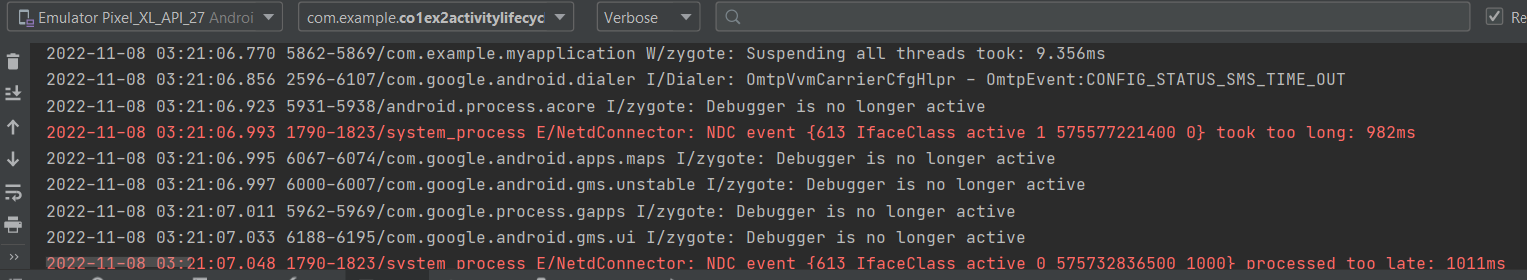 Emulator Pixel_XL_API_27 Androi com.example.co1ex2activitylifecyc Verbose Re
2022-11-08 03:21:06.770 5862-5869/com.example.myapplication W/zygote: Suspending all threads took: 9.356ms
2022-11-08 03:21:06.856 2596-6107/com.google.android.dialer I/Dialer: OmtpVvmCarrierCfgHlpr - OmtpEvent:CONFIG_STATUS_SMS_TIME_OUT
2022-11-08 03:21:06.923 5931-5938/android.process.acore I/zygote: Debugger is no longer active
2022-11-08 03:21:06.993 1790-1823/system_process E/NetdConnector: NDC event {613 IfaceClass active 1 575577221400 0} took too long: 982ms
2022-11-08 03:21:06.995 6067-6074/com.google.android.apps.maps I/zygote: Debugger is no longer active
2022-11-08 03:21:06.997 6000-6007/com.google.android.gms.unstable I/zygote: Debugger is no longer active
2022-11-08 03:21:07.011 5962-5969/com.google.process.gapps I/zygote: Debugger is no longer active
2022-11-08 03:21:07.033 6188-6195/com.google.android.gms.ui I/zygote: Debugger is no longer active
2022-11-08 03:21:07.048 1790-1823/system_process E/NetdConnector: NDC event {613 IfaceClass active 0 575732836500 1000} processed too late: 1011ms